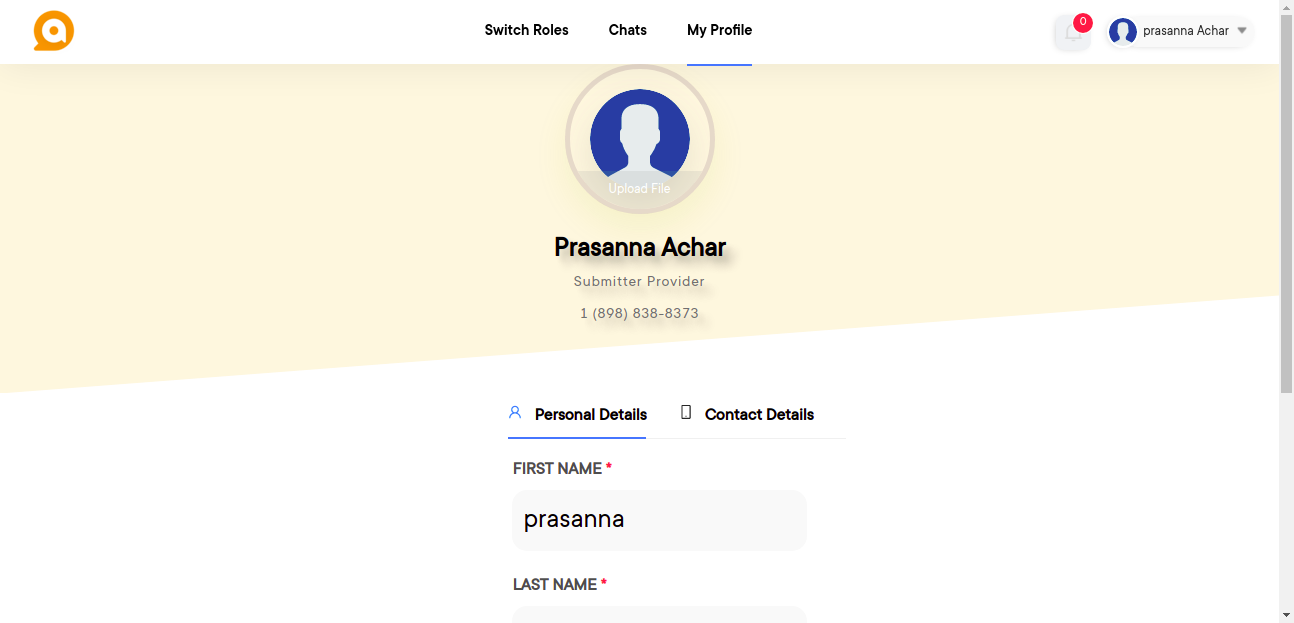 Switch Roles Chats My Profile 0 prasanna Achar
Upload File
Prasanna Achar
Submitter Provider
1 (898) 838-8373
Personal Details Contact Details
FIRST NAME *
prasanna
LAST NAME *